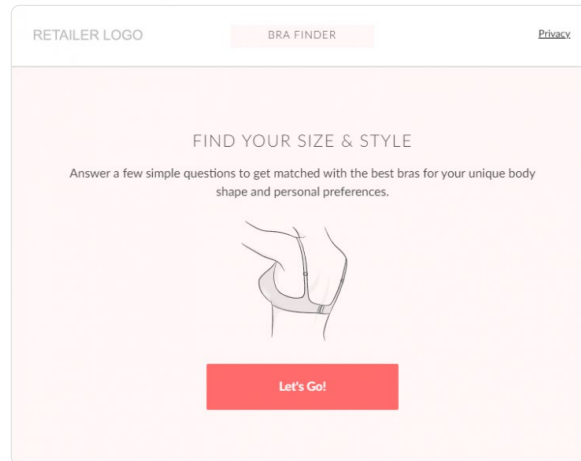 RETAILER LOGO
BRA FINDER
Privacy
FIND YOUR SIZE & STYLE
Answer a few simple questions to get matched with the best bras for your unique body
shape and personal preferences.
Let's Go!